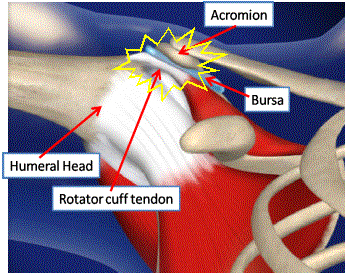 Acromion
Bursa
Humeral Head
Rotator cuff tendon